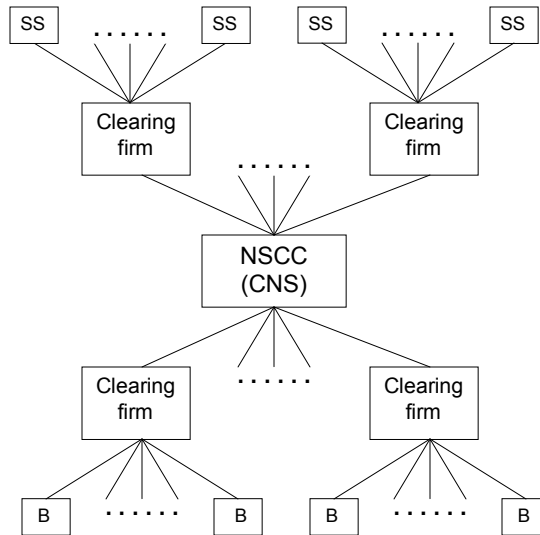 SS
......
SS
SS
......
SS
Clearing
firm
Clearing
firm
......
NSCC
(CNS)
Clearing
firm
......
Clearing
firm
B
......
B
B
......
B